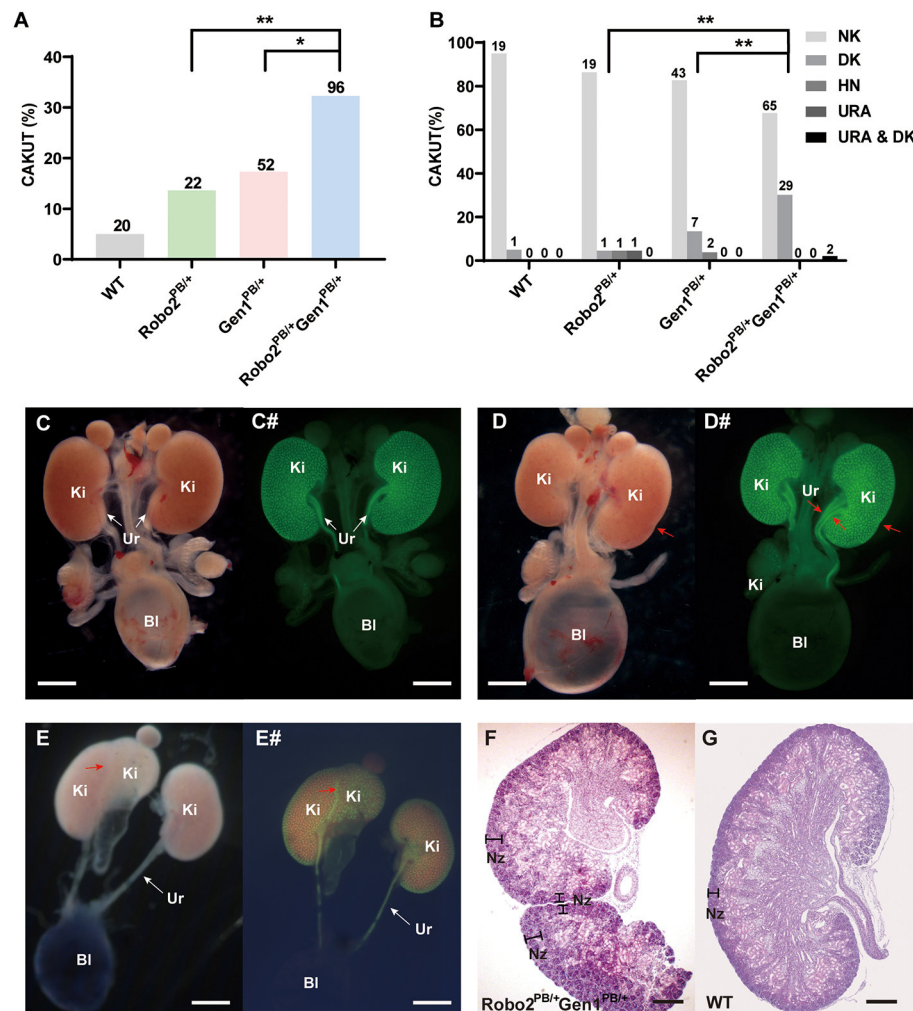 A
**
*
CAKUT (%)
40
30
20
10
0
20
22
52
96
WT
Robo2PB/+
Gen1PB/+
Robo2PB/+Gen1PB/+
B
**
**
NK
DK
HN
URA
URA & DK
CAKUT(%)
100
80
60
40
20
0
19
1
0
0
0
19
1
1
1
0
43
7
2
0
0
65
29
0
0
2
WT
Robo2PB/+
Gen1PB/+
Robo2PB/+Gen1PB/+
C
Ki
Ki
Ur
Bl
C#
Ki
Ki
Ur
D
Ki
Ki
Bl
D#
Ki
Ur
Ki
Ki
Bl
E
Ki
Ki
Ki
Ur
Bl
E#
Ki
Ki
Ki
Ur
Bl
F
Nz
Nz
Nz
Robo2PB/+Gen1PB/+
G
Nz
WT